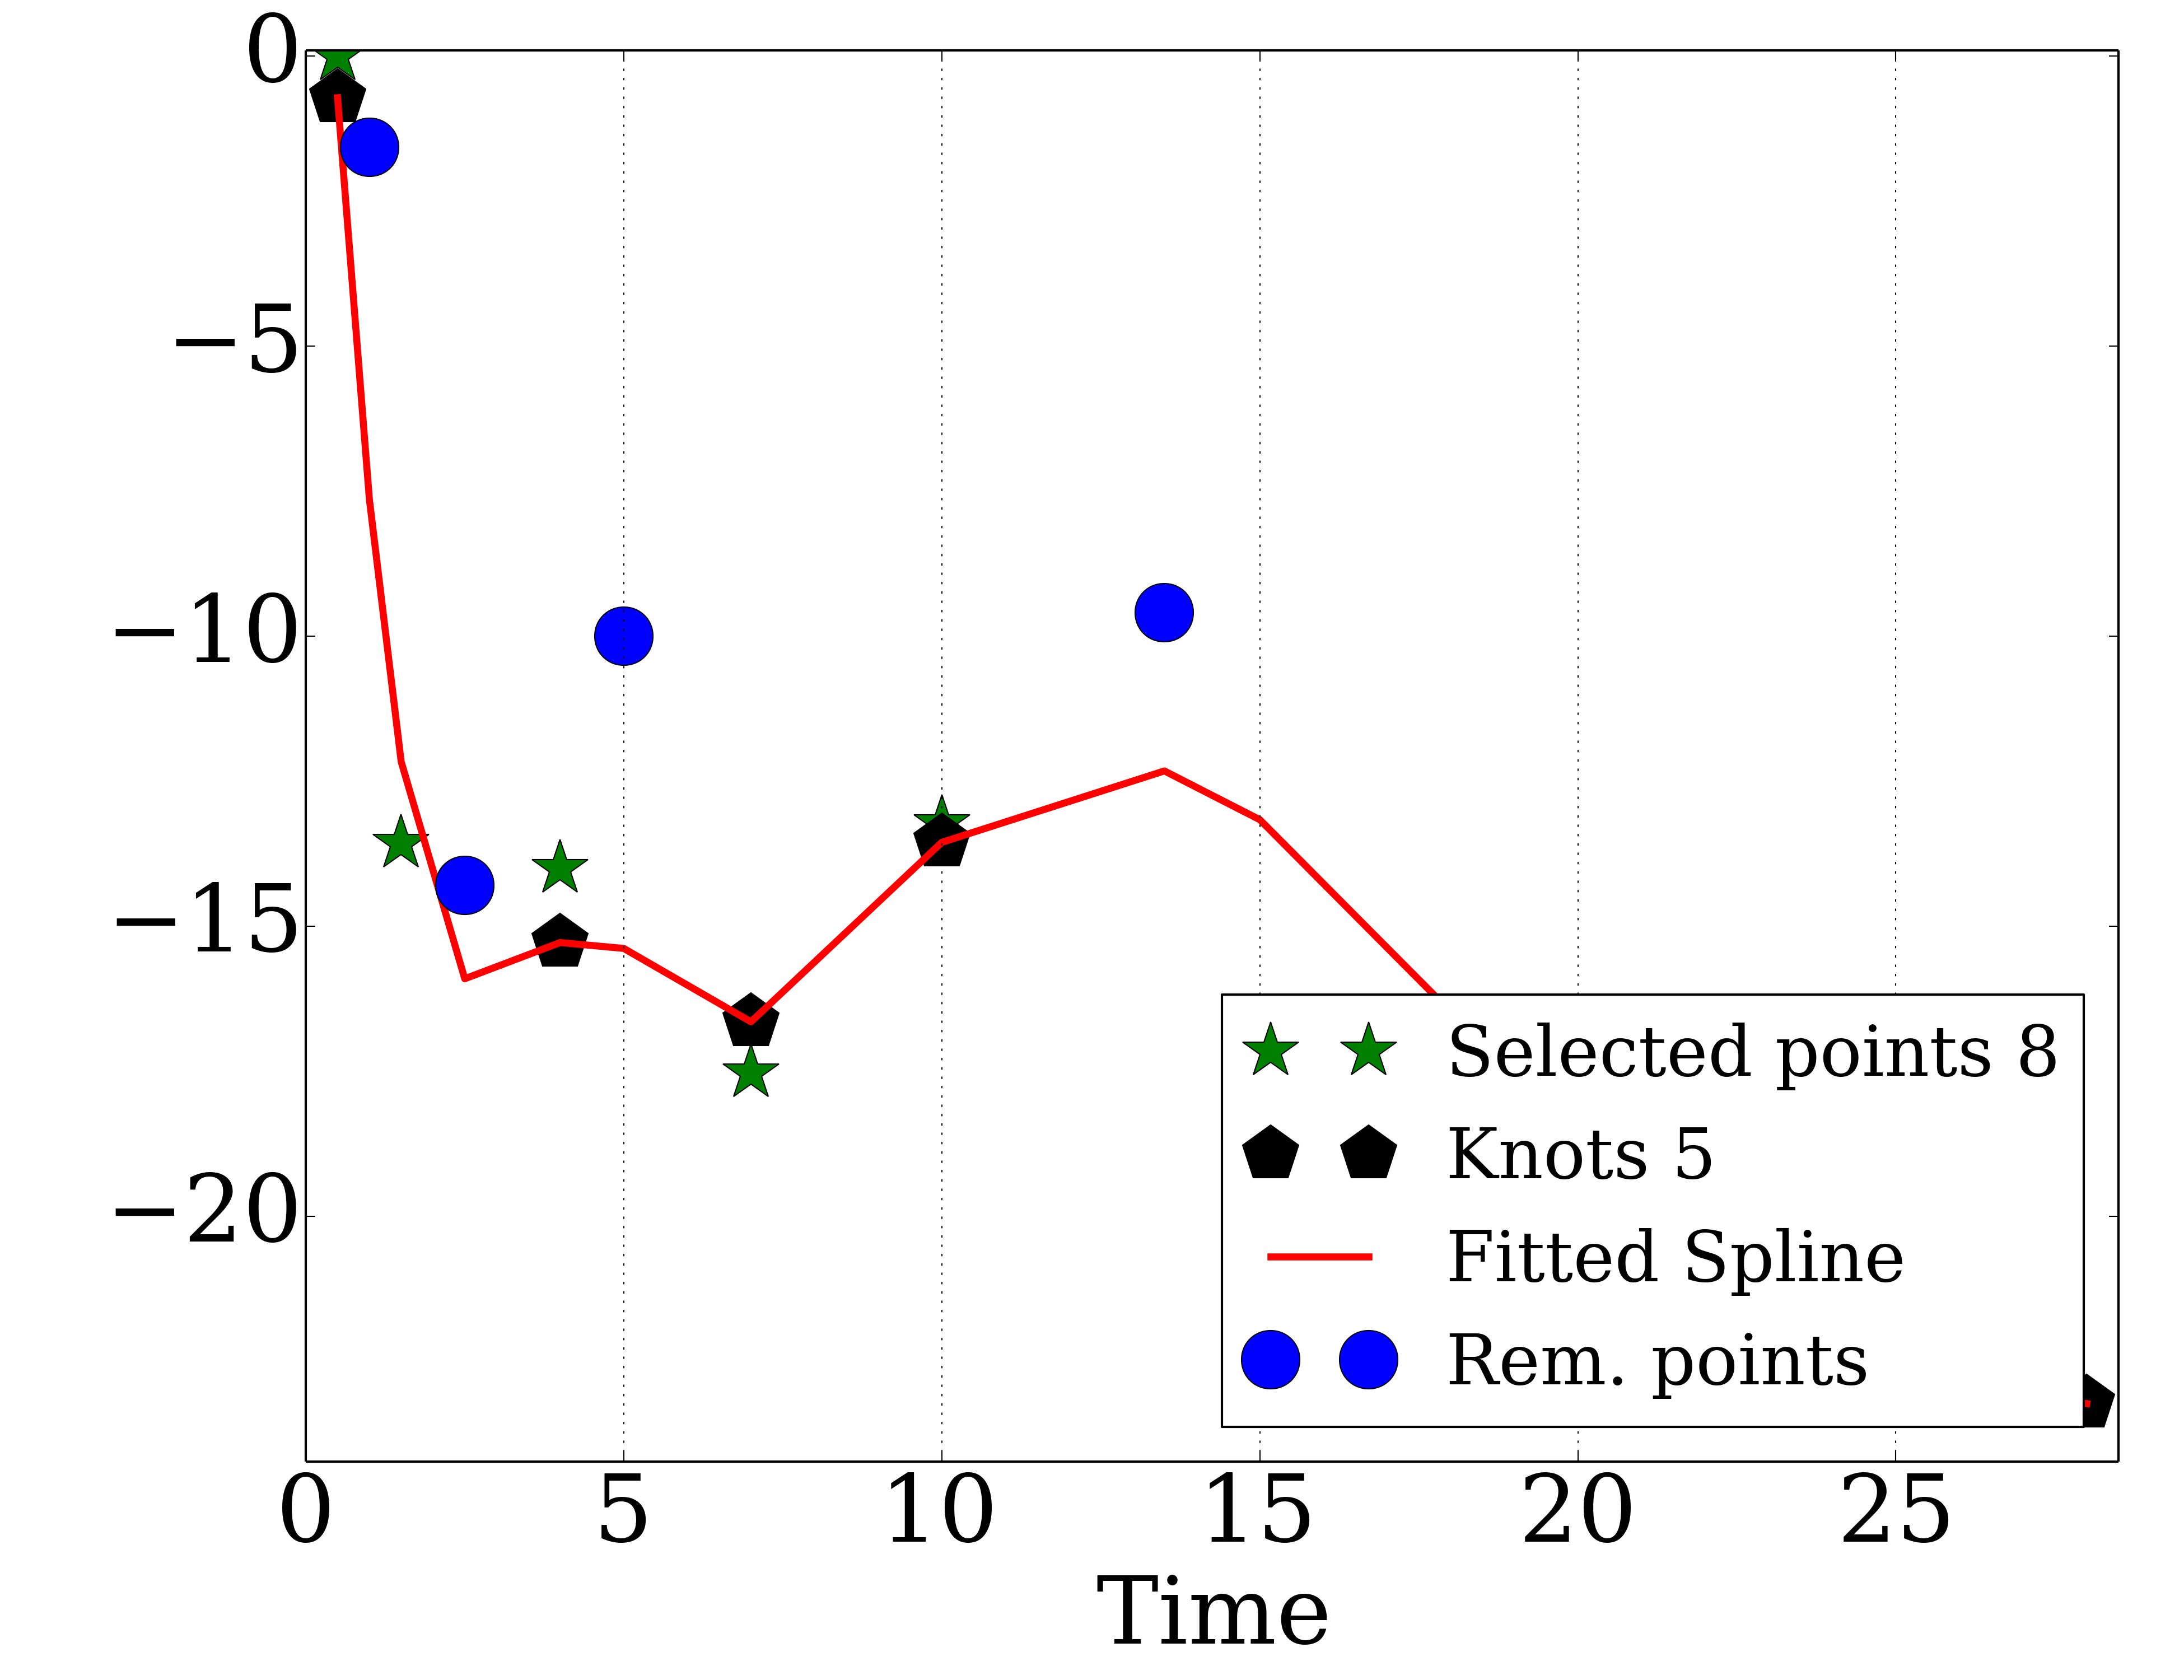 0
−5
−10
−15
−20
Selected points 8
Knots 5
Fitted Spline
Rem. points
0 5 10 15 20 25
Time